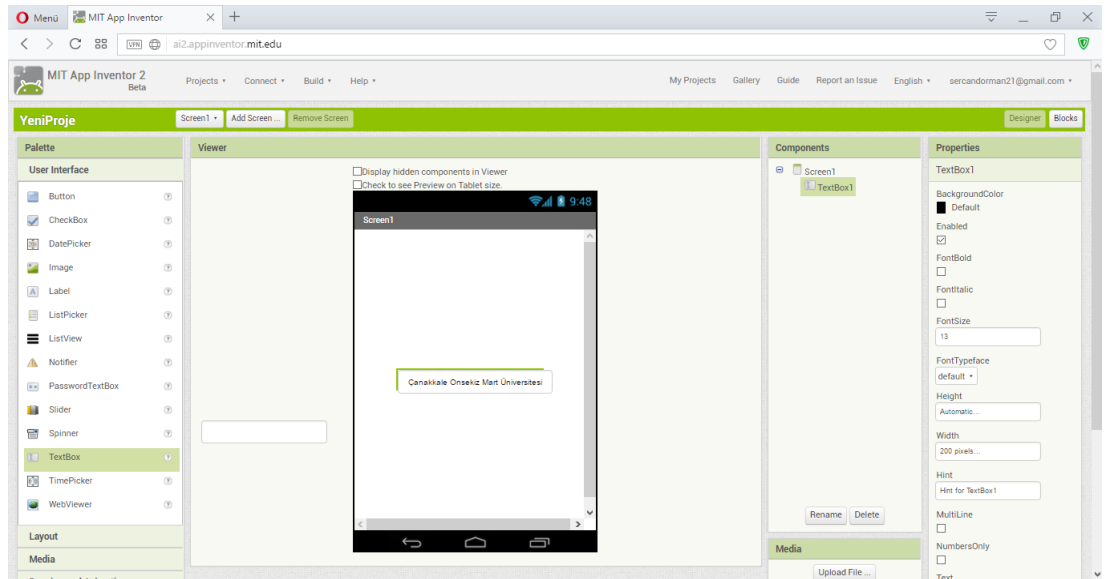 Menü
MIT App Inventor
VPN
ai2.appinventor.mit.edu
MIT App Inventor 2
Beta
Projects
Connect
Build
Help
My Projects
Gallery
Guide
Report an Issue
English
sercandorman21@gmail.com
YeniProje
Screen1
Add Screen ...
Remove Screen
Designer
Blocks
Palette
User Interface
Button
CheckBox
DatePicker
Image
Label
ListPicker
ListView
Notifier
PasswordTextBox
Slider
Spinner
TextBox
TimePicker
WebViewer
Layout
Media
Viewer
Display hidden components in Viewer
Check to see Preview on Tablet size.
9:48
Screen1
Çanakkale Onsekiz Mart Üniversitesi
Components
Screen1
TextBox1
Rename
Delete
Media
Upload File ...
Properties
TextBox1
BackgroundColor
Default
Enabled
FontBold
FontItalic
FontSize
13
FontTypeface
default
Height
Automatic...
Width
200 pixels...
Hint
Hint for TextBox1
MultiLine
NumbersOnly
Text